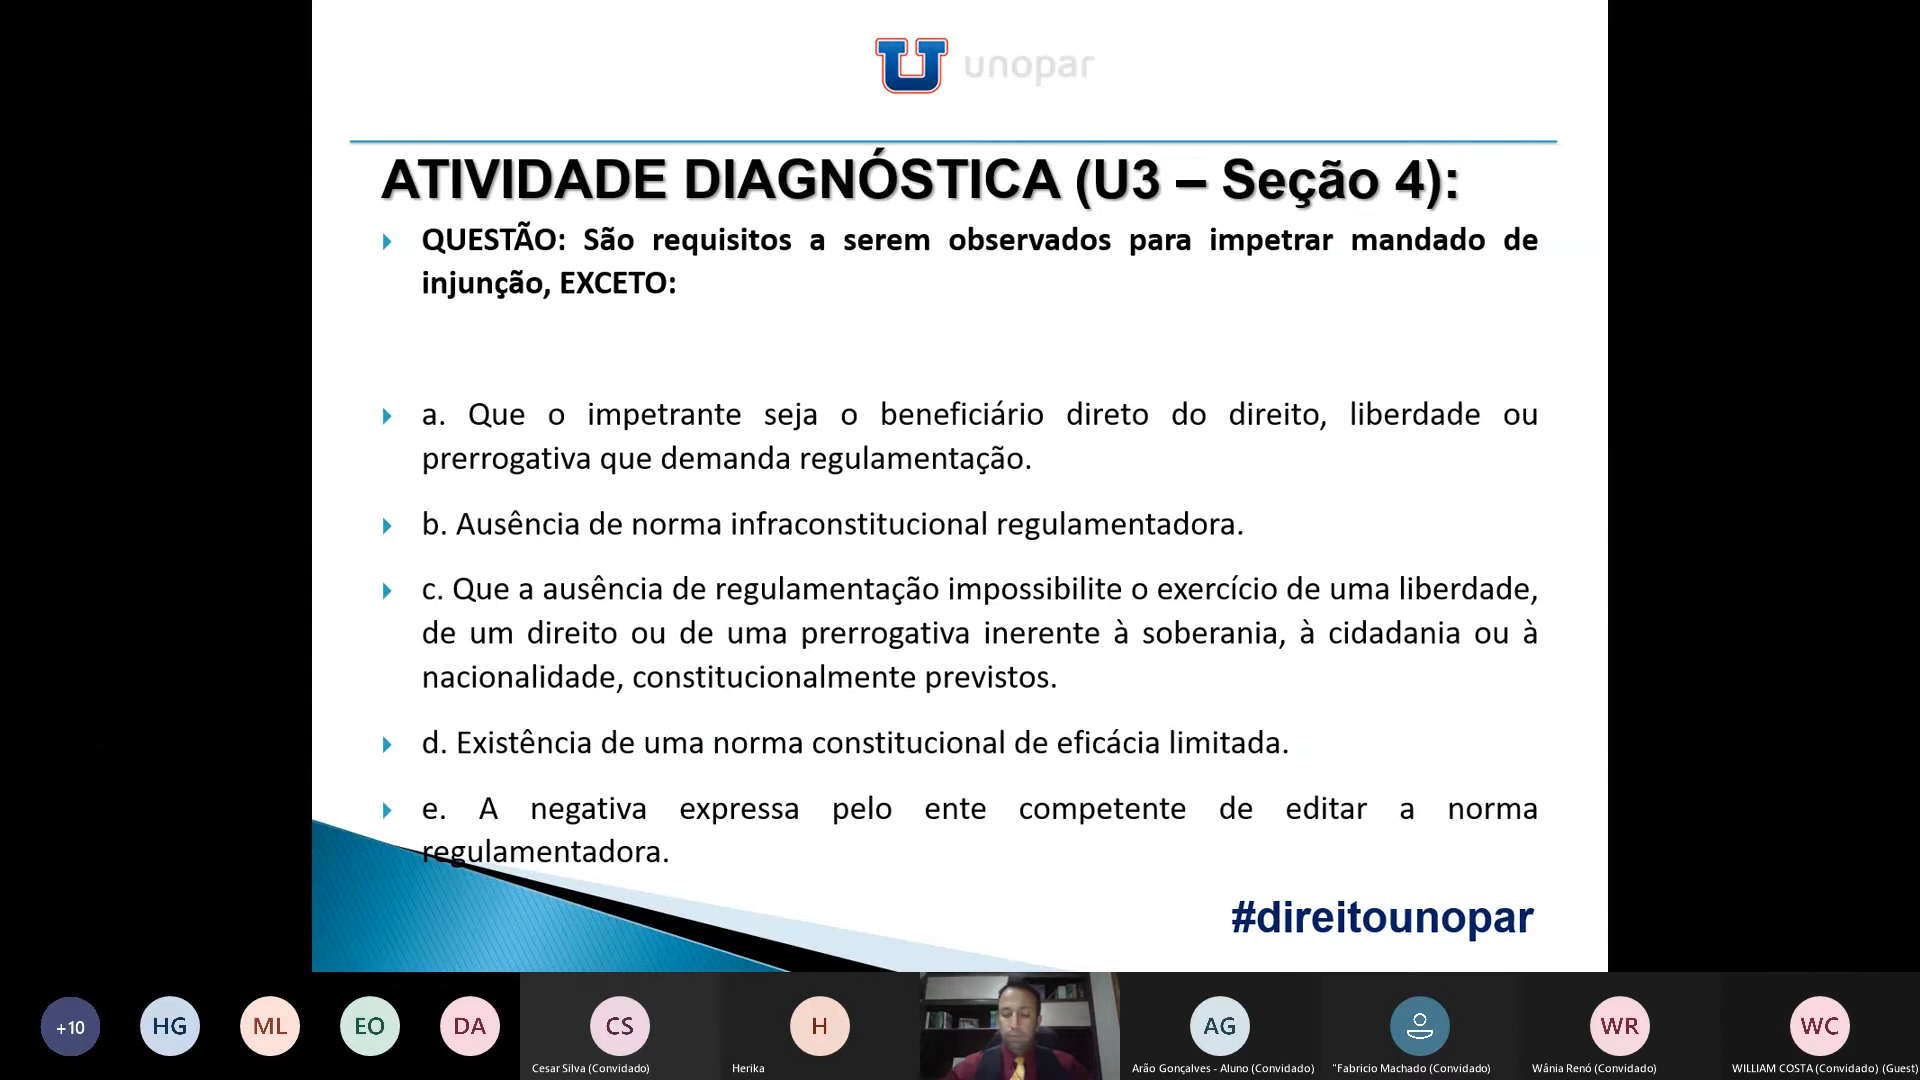 unopar
ATIVIDADE DIAGNÓSTICA (U3 – Seção 4):
QUESTÃO: São requisitos a serem observados para impetrar mandado de
injunção, EXCETO:
a. Que o impetrante seja o beneficiário direto do direito, liberdade ou
prerrogativa que demanda regulamentação.
b. Ausência de norma infraconstitucional regulamentadora.
c. Que a ausência de regulamentação impossibilite o exercício de uma liberdade,
de um direito ou de uma prerrogativa inerente à soberania, à cidadania ou à
nacionalidade, constitucionalmente previstos.
d. Existência de uma norma constitucional de eficácia limitada.
e. A negativa expressa pelo ente competente de editar a norma
regulamentadora.
#direitounopar
+10 HG ML EO DA CS H AG WR WC
Cesar Silva (Convidado) Herika Arão Gonçalves - Aluno (Convidado) "Fabricio Machado (Convidado) Wânia Renó (Convidado) WILLIAM COSTA (Convidado) (Guest)